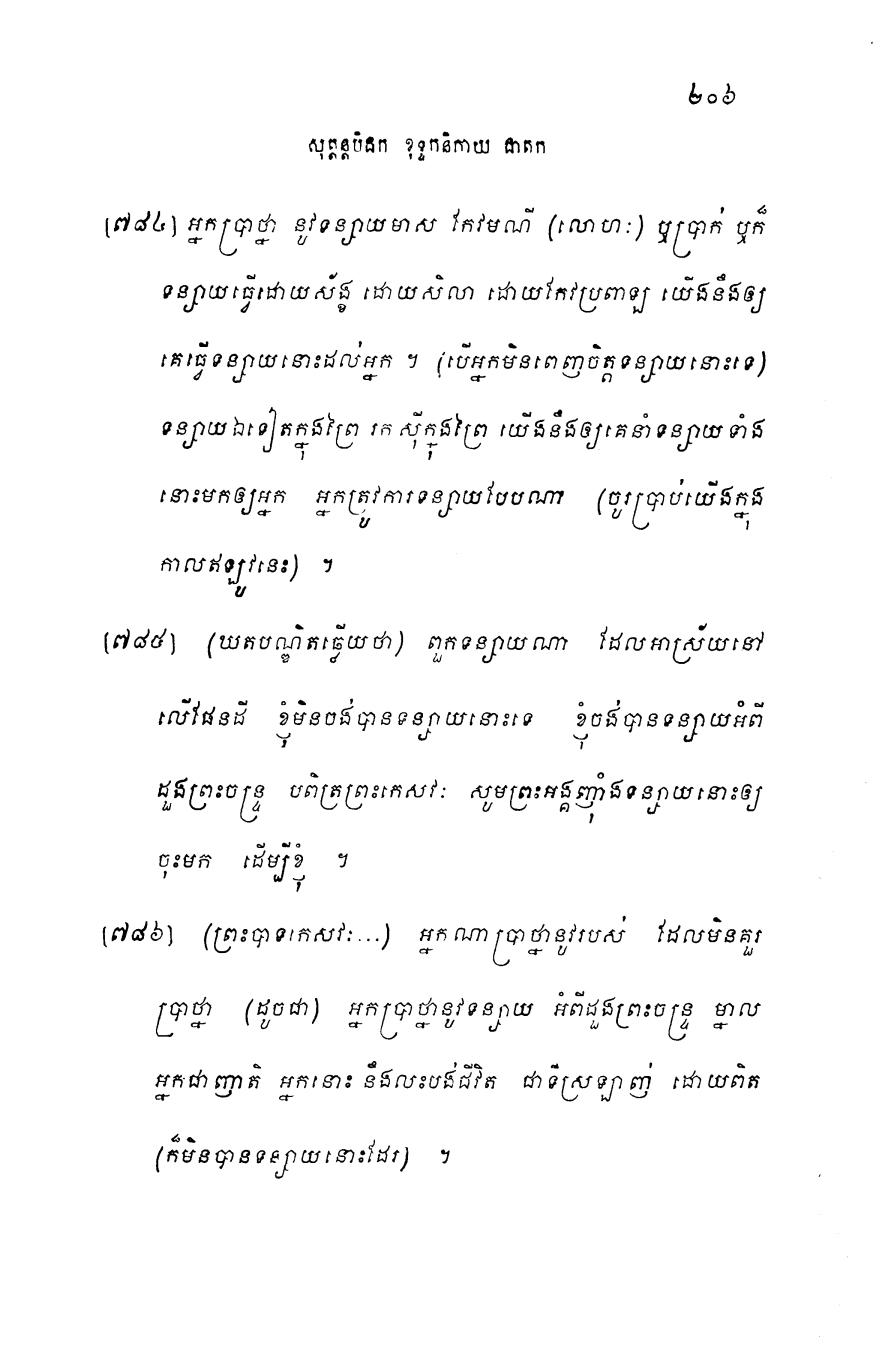 ២០៦
សុត្តន្តបិដក ខុទ្ទកនិកាយ ជាតក
[៧៨៤] អ្នកប្រាថ្នា នូវទន្សាយមាស កែវមណី (លោហៈ) ឬប្រាក់ ឬក៏
ទន្សាយធ្វើដោយស័ង្ខ ដោយសិលា ដោយកែវប្រពាឡ យើងនឹងឲ្យ
គេធ្វើទន្សាយនោះដល់អ្នក ។ (បើអ្នកមិនពេញចិត្តទន្សាយនោះទេ)
ទន្សាយឯទៀតក្នុងព្រៃ រកស៊ីក្នុងព្រៃ យើងនឹងឲ្យគេនាំទន្សាយទាំង
នោះមកឲ្យអ្នក អ្នកត្រូវការទន្សាយបែបណា (ចូរប្រាប់យើងក្នុង
កាលឥឡូវនេះ) ។
[៧៨៥] (ឃតបណ្ឌិតធ្វើយថា) ពួកទន្សាយណា ដែលអាស្រ័យនៅ
លើផែនដី ខ្ញុំមិនចង់បានទន្សាយនោះទេ ខ្ញុំចង់បានទន្សាយអំពី
ដួងព្រះចន្ទ្រ បពិត្រព្រះកេសវៈ សូមព្រះអង្គញ៉ាំងទន្សាយនោះឲ្យ
ចុះមក ដើម្បីខ្ញុំ ។
[៧៨៦] (ព្រះបាទកេសវៈ...) អ្នកណាប្រាថ្នានូវរបស់ ដែលមិនគួរ
ប្រាថ្នា (ដូចជា) អ្នកប្រាថ្នានូវទន្សាយ អំពីដួងព្រះចន្ទ្រ ម្នាល
អ្នកជាញាតិ អ្នកនោះ នឹងលះបង់ជីវិត ជាទីស្រឡាញ់ ដោយពិត
(ក៏មិនបានទន្សាយនោះដែរ) ។